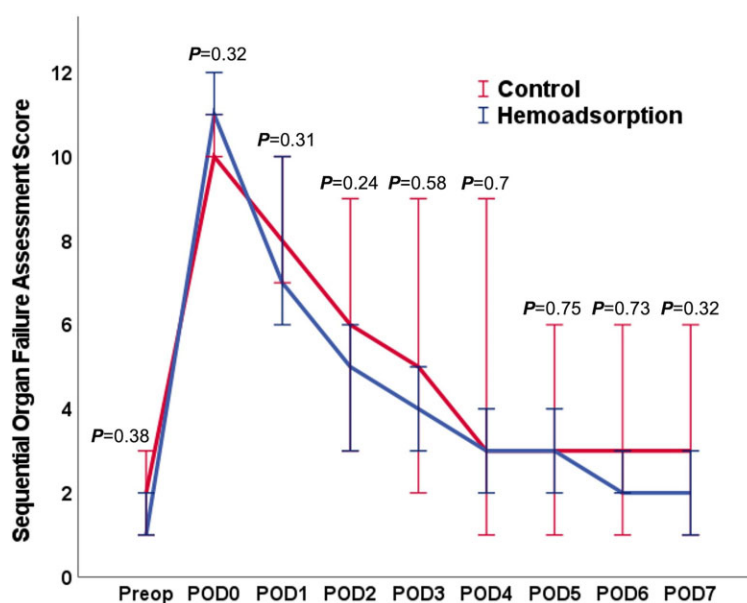 Sequential Organ Failure Assessment Score
12
10
8
6
4
2
0
P=0.38
P=0.32
P=0.31
P=0.24
P=0.58
P=0.7
P=0.75
P=0.73
P=0.32
Control
Hemoadsorption
Preop POD0 POD1 POD2 POD3 POD4 POD5 POD6 POD7